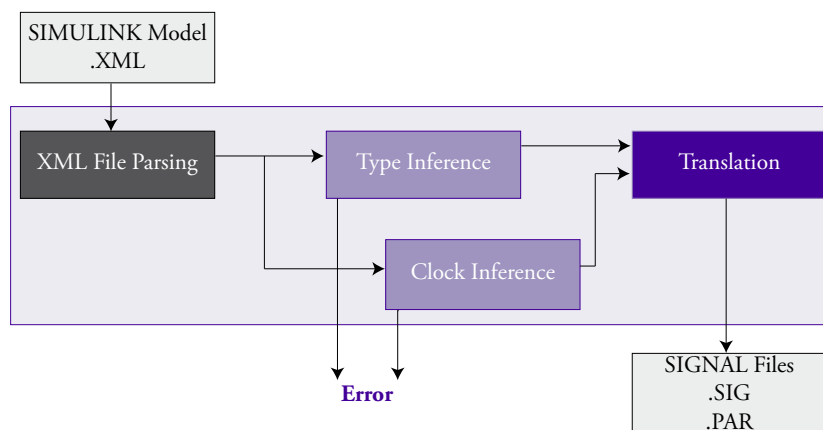 SIMULINK Model
.XML
XML File Parsing
Type Inference
Translation
Clock Inference
Error
SIGNAL Files
.SIG
.PAR